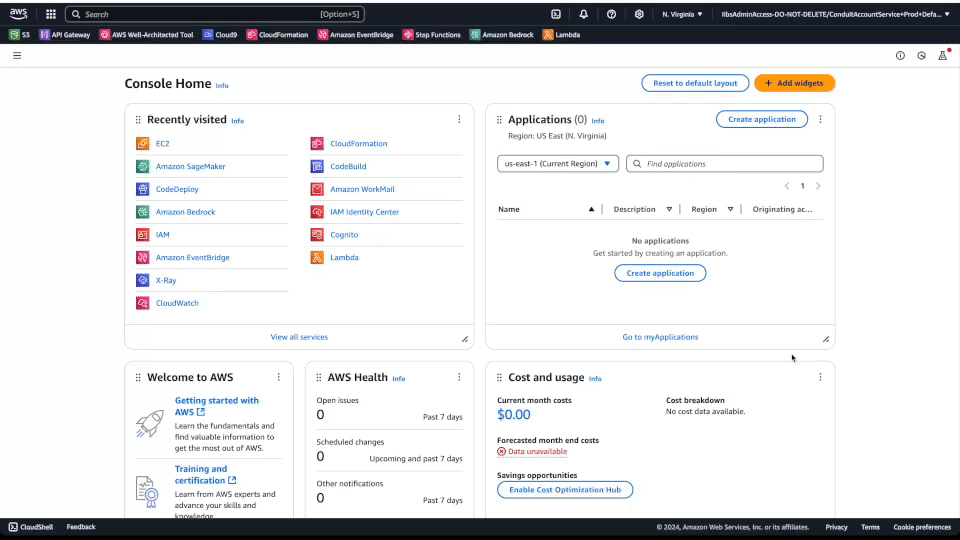 aws
Search
[Option+S]
N. Virginia
IibsAdminAccess-DO-NOT-DELETE/ConduitAccountService+Prod+Defa...
S3
API Gateway
AWS Well-Architected Tool
Cloud9
CloudFormation
Amazon EventBridge
Step Functions
Amazon Bedrock
Lambda
Console Home
Info
Reset to default layout
+ Add widgets
Recently visited
Info
EC2
Amazon SageMaker
CodeDeploy
Amazon Bedrock
IAM
Amazon EventBridge
X-Ray
CloudWatch
CloudFormation
CodeBuild
Amazon WorkMail
IAM Identity Center
Cognito
Lambda
View all services
Applications (0)
Info
Region: US East (N. Virginia)
Create application
us-east-1 (Current Region)
Find applications
1
Name
Description
Region
Originating ac...
No applications
Get started by creating an application.
Create application
Go to myApplications
Welcome to AWS
Getting started with
AWS
Learn the fundamentals and
find valuable information to
get the most out of AWS.
Training and
certification
Learn from AWS experts and
advance your skills and
knowledge
AWS Health
Info
Open issues
0
Past 7 days
Scheduled changes
0
Upcoming and past 7 days
Other notifications
0
Past 7 days
Cost and usage
Info
Current month costs
$0.00
Forecasted month end costs
Data unavailable
Savings opportunities
Enable Cost Optimization Hub
Cost breakdown
No cost data available.
CloudShell
Feedback
© 2024, Amazon Web Services, Inc. or its affiliates.
Privacy
Terms
Cookie preferences